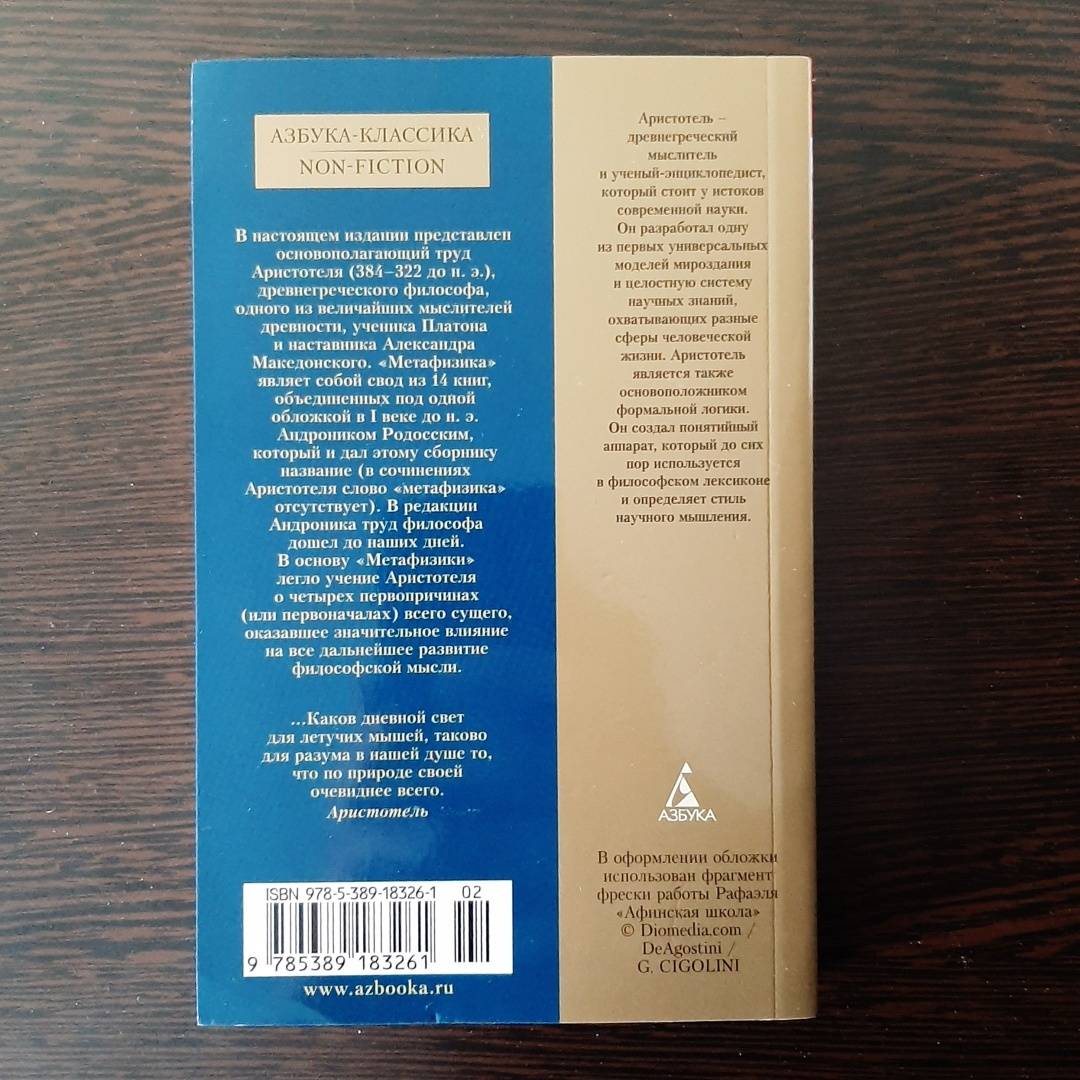 АЗБУКА-КЛАССИКА
NON-FICTION
В настоящем издании представлен
основополагающий труд
Аристотеля (384–322 до н. э.),
древнегреческого философа,
одного из величайших мыслителей
древности, ученика Платона
и наставника Александра
Македонского. «Метафизика»
являет собой свод из 14 книг,
объединенных под одной
обложкой в I веке до н. э.
Андроником Родосским,
который и дал этому сборнику
название (в сочинениях
Аристотеля слово «метафизика»
отсутствует). В редакции
Андроника труд философа
дошел до наших дней.
В основу «Метафизики»
легло учение Аристотеля
о четырех первопричинах
(или первоначалах) всего сущего,
оказавшее значительное влияние
на все дальнейшее развитие
философской мысли.
...Каков дневной свет
для летучих мышей, таково
для разума в нашей душе то,
что по природе своей
очевиднее всего.
Аристотель
ISBN 978-5-389-18326-1 02
9 785389 183261
www.azbooka.ru
Аристотель –
древнегреческий
мыслитель
и ученый-энциклопедист,
который стоит у истоков
современной науки.
Он разработал одну
из первых универсальных
моделей мироздания
и целостную систему
научных знаний,
охватывающих разные
сферы человеческой
жизни. Аристотель
является также
основоположником
формальной логики.
Он создал понятийный
аппарат, который до сих
пор используется
в философском лексиконе
и определяет стиль
научного мышления.
АЗБУКА
В оформлении обложки
использован фрагмент
фрески работы Рафаэля
«Афинская школа»
© Diomedia.com /
DeAgostini /
G. CIGOLINI